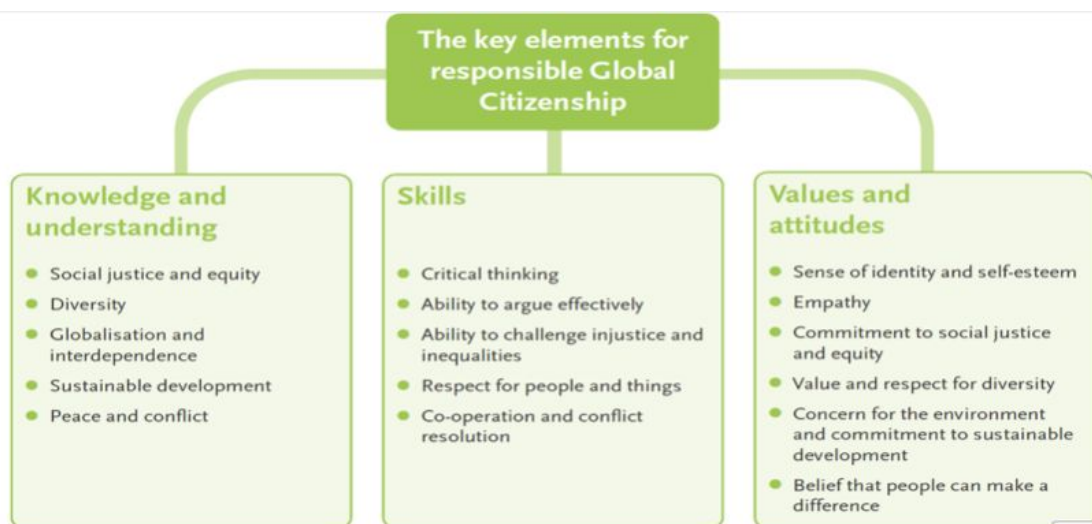 The key elements for
responsible Global
Citizenship
Knowledge and
understanding
Social justice and equity
Diversity
Globalisation and
interdependence
Sustainable development
Peace and conflict
Skills
Critical thinking
Ability to argue effectively
Ability to challenge injustice and
inequalities
Respect for people and things
Co-operation and conflict
resolution
Values and
attitudes
Sense of identity and self-esteem
Empathy
Commitment to social justice
and equity
Value and respect for diversity
Concern for the environment
and commitment to sustainable
development
Belief that people can make a
difference